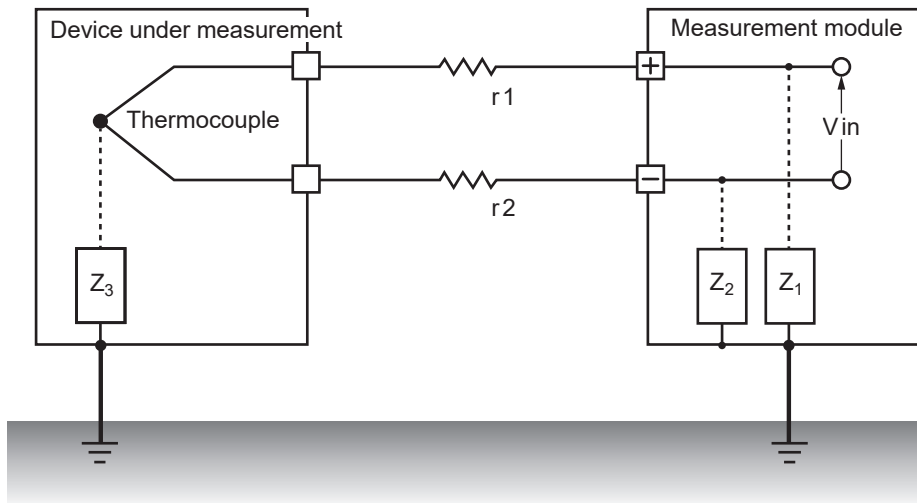 Device under measurement
Measurement module
+
r1
Vin
Thermocouple
−
r2
Z3
Z2
Z1